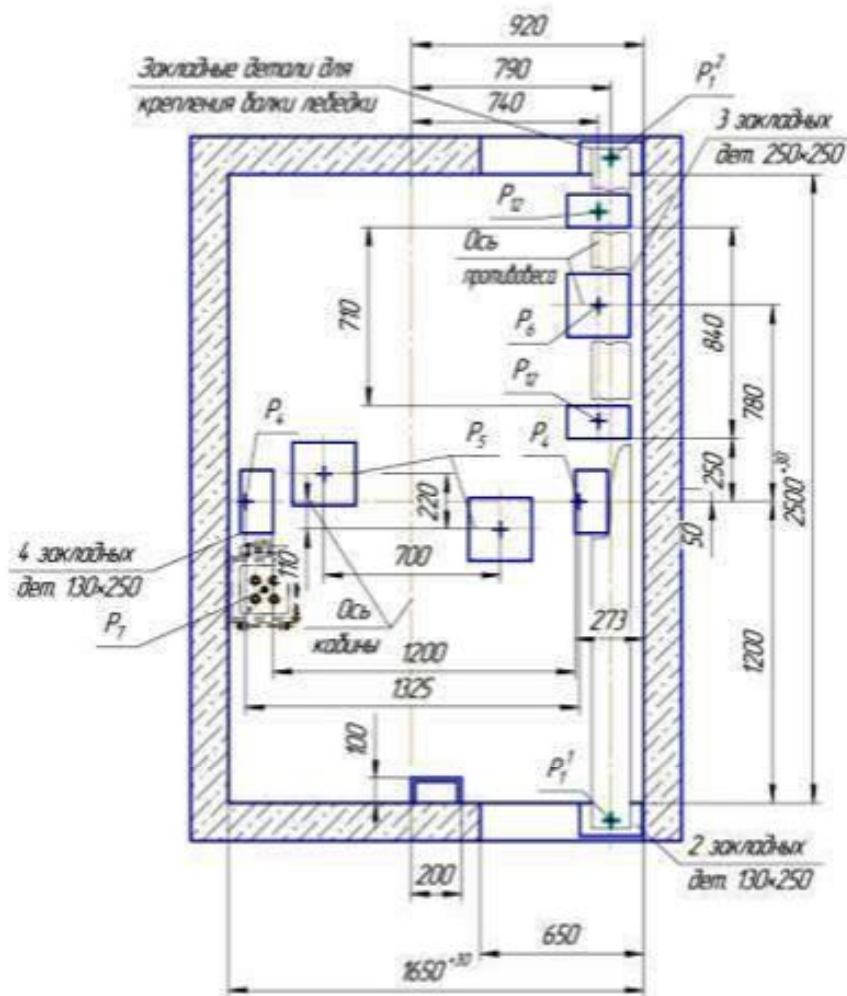 920
790
740
Закладные детали для
крепления балки лебедки
P₁²
3 закладных
дет. 250×250
P₁₂
Ось
противовеса
710
P₆
840
780
P₁₂
P₄
P₅
P₄
250
2500⁺³⁰
220
50
4 закладных
дет. 130×250
110
700
P₇
Ось
кабины
273
1200
1200
1325
100
P₁¹
2 закладных
дет. 130×250
200
650
1650⁺³⁰